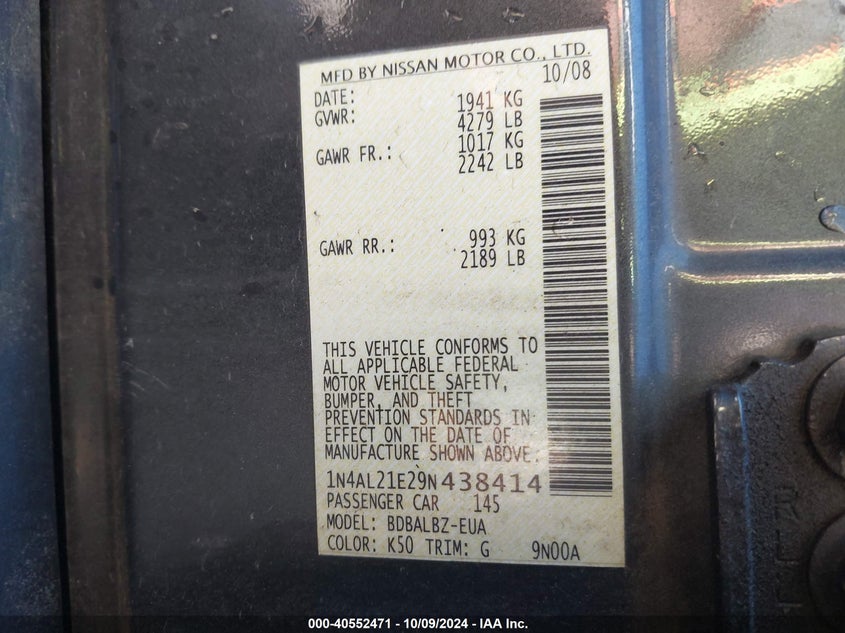 MFD BY NISSAN MOTOR CO., LTD.
DATE: 10/08
GVWR: 1941 KG
4279 LB
GAWR FR.: 1017 KG
2242 LB
GAWR RR.: 993 KG
2189 LB
THIS VEHICLE CONFORMS TO
ALL APPLICABLE FEDERAL
MOTOR VEHICLE SAFETY,
BUMPER, AND THEFT
PREVENTION STANDARDS IN
EFFECT ON THE DATE OF
MANUFACTURE SHOWN ABOVE.
1N4AL21E29N438414
PASSENGER CAR 145
MODEL: BDBALBZ-EUA
COLOR: K50 TRIM: G 9N00A
000-40552471 - 10/09/2024 - IAA Inc.